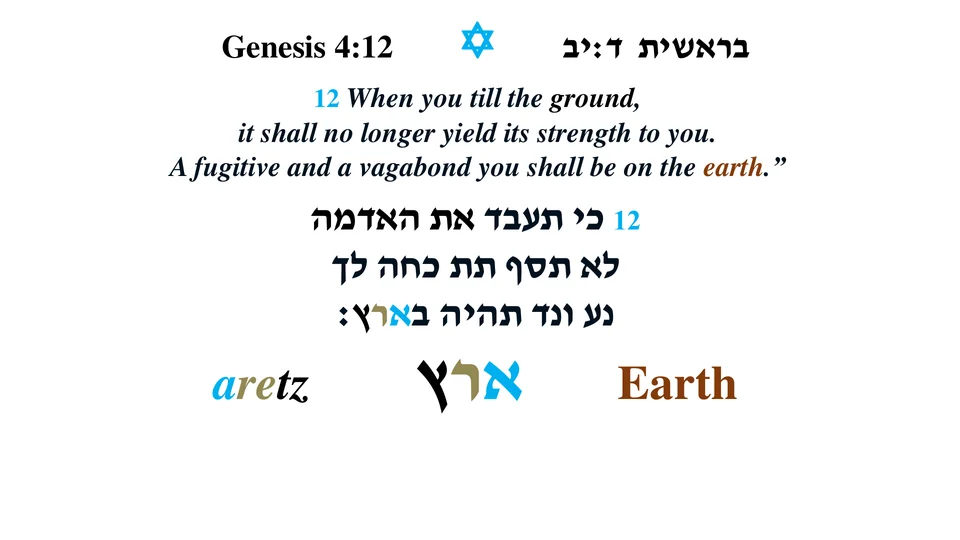 Genesis 4:12 בראשית ד:יב
12 When you till the ground,
it shall no longer yield its strength to you.
A fugitive and a vagabond you shall be on the earth.”
12 כי תעבד את האדמה
לא תסף תת כחה לך
נע ונד תהיה בארץ:
aretz ארץ Earth